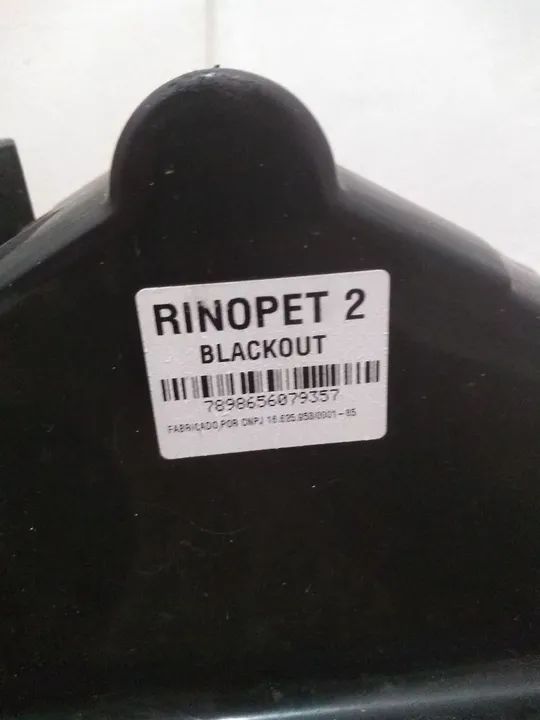 RINOPET 2
BLACKOUT
7898656079357
FABRICADO POR CNPJ 16.625.958/0001-85